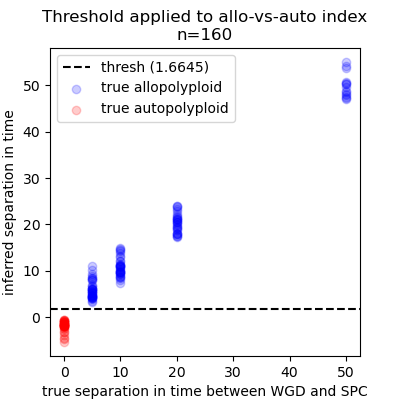 Threshold applied to allo-vs-auto index
n=160
thresh (1.6645)
true allopolyploid
true autopolyploid
inferred separation in time
50
40
30
20
10
0
0 10 20 30 40 50
true separation in time between WGD and SPC